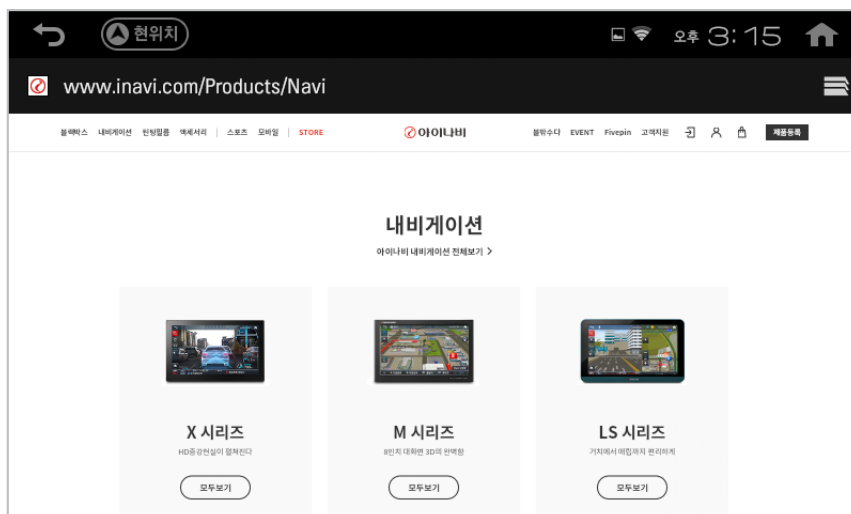 현위치 오후 3:15
www.inavi.com/Products/Navi
블랙박스 내비게이션 틴팅필름 액세서리 | 스포츠 모바일 | STORE 아이나비 블랙수다 EVENT Fivepin 고객지원 제품등록
내비게이션
아이나비 내비게이션 전체보기 >
X 시리즈 M 시리즈 LS 시리즈
HD증강현실이 펼쳐진다 8인치 대화면 3D의 완벽함 거치에서 매립까지 편리하게
모두보기 모두보기 모두보기